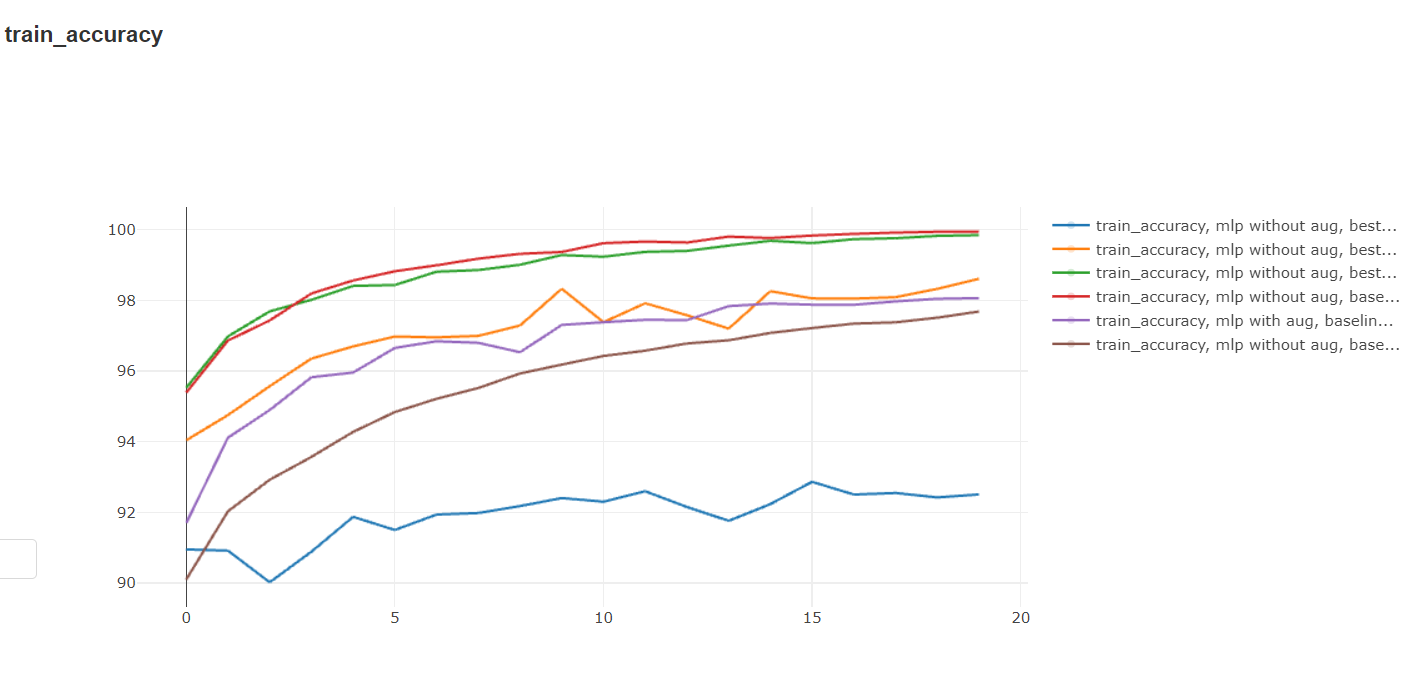 train_accuracy
100
98
96
94
92
90
0 5 10 15 20
train_accuracy, mlp without aug, best...
train_accuracy, mlp without aug, best...
train_accuracy, mlp without aug, best...
train_accuracy, mlp without aug, base...
train_accuracy, mlp with aug, baselin...
train_accuracy, mlp without aug, base...